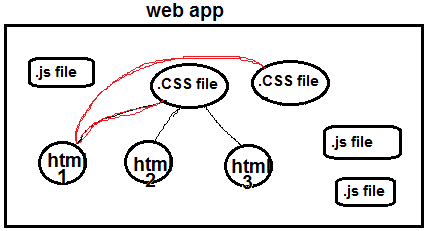 web app
.js file
.CSS file
.CSS file
htm
1
htm
2
html
3
.js file
.js file